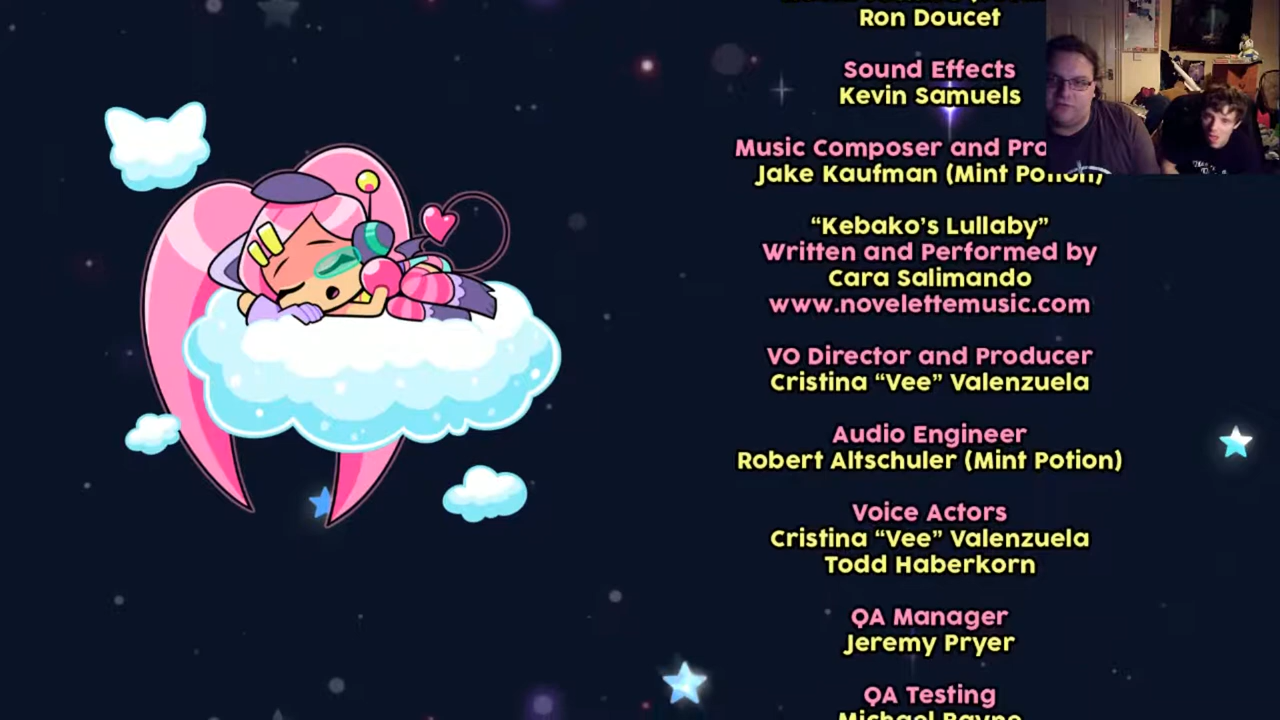 Ron Doucet
Sound Effects
Kevin Samuels
Music Composer and Pro
Jake Kaufman (Mint Potion)
“Kebako’s Lullaby”
Written and Performed by
Cara Salimando
www.novelettemusic.com
VO Director and Producer
Cristina “Vee” Valenzuela
Audio Engineer
Robert Altschuler (Mint Potion)
Voice Actors
Cristina “Vee” Valenzuela
Todd Haberkorn
QA Manager
Jeremy Pryer
QA Testing
Michael Payne